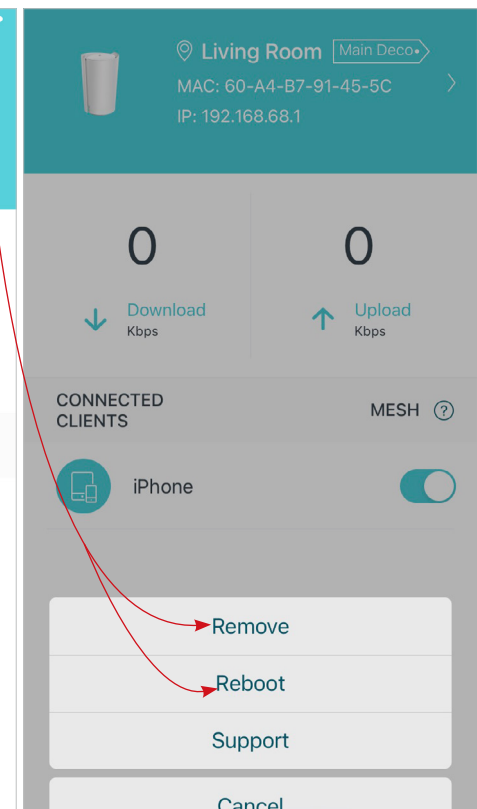 Living Room Main Deco
MAC: 60-A4-B7-91-45-5C
IP: 192.168.68.1
0 0
Download Upload
Kbps Kbps
CONNECTED
CLIENTS
MESH ?
iPhone
Remove
Reboot
Support
Cancel